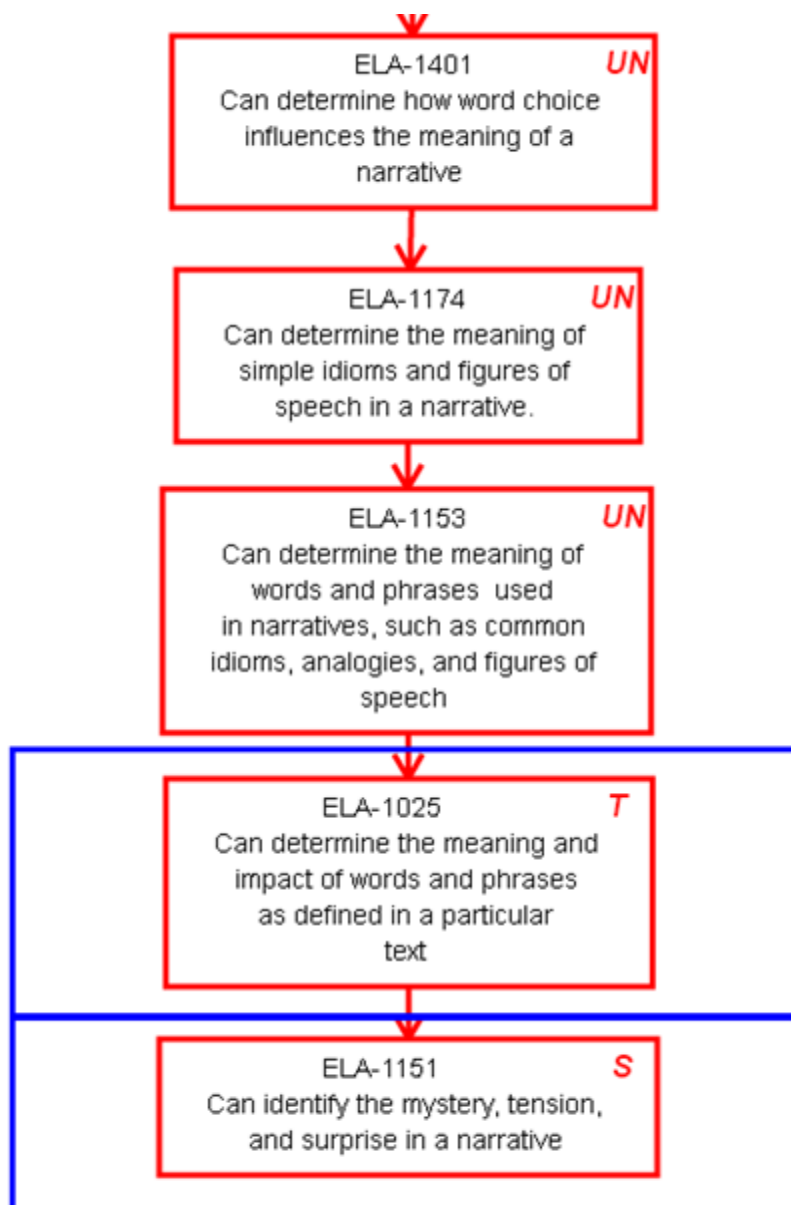 ELA-1401 UN
Can determine how word choice
influences the meaning of a
narrative
ELA-1174 UN
Can determine the meaning of
simple idioms and figures of
speech in a narrative.
ELA-1153 UN
Can determine the meaning of
words and phrases used
in narratives, such as common
idioms, analogies, and figures of
speech
ELA-1025 T
Can determine the meaning and
impact of words and phrases
as defined in a particular
text
ELA-1151 S
Can identify the mystery, tension,
and surprise in a narrative